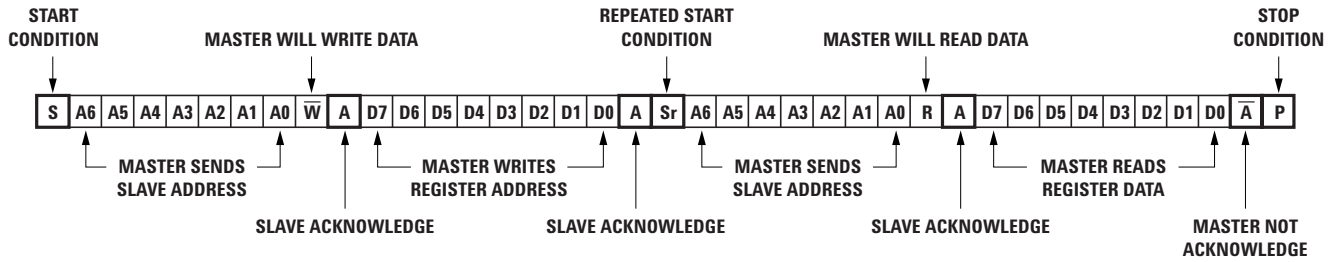 START
CONDITION
MASTER WILL WRITE DATA
REPEATED START
CONDITION
MASTER WILL READ DATA
STOP
CONDITION
S A6 A5 A4 A3 A2 A1 A0 W̅ A D7 D6 D5 D4 D3 D2 D1 D0 A Sr A6 A5 A4 A3 A2 A1 A0 R A D7 D6 D5 D4 D3 D2 D1 D0 A̅ P
MASTER SENDS
SLAVE ADDRESS
MASTER WRITES
REGISTER ADDRESS
MASTER SENDS
SLAVE ADDRESS
MASTER READS
REGISTER DATA
SLAVE ACKNOWLEDGE
SLAVE ACKNOWLEDGE
SLAVE ACKNOWLEDGE
MASTER NOT
ACKNOWLEDGE